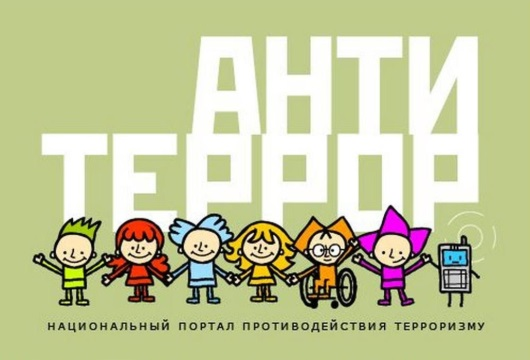 АНТИ
ТЕРРОР
НАЦИОНАЛЬНЫЙ ПОРТАЛ ПРОТИВОДЕЙСТВИЯ ТЕРРОРИЗМУ